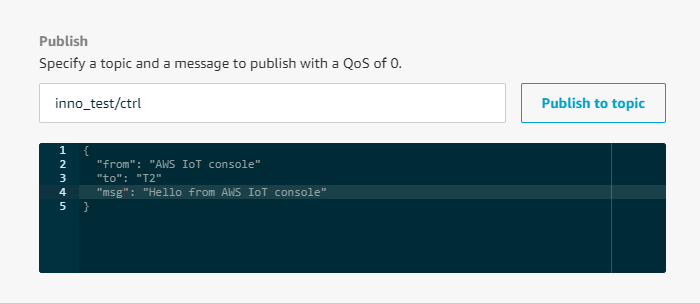 Publish
Specify a topic and a message to publish with a QoS of 0.
inno_test/ctrl
Publish to topic
1 {
2 "from": "AWS IoT console"
3 "to": "T2"
4 "msg": "Hello from AWS IoT console"
5 }